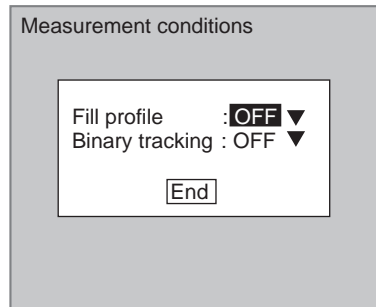 Measurement conditions
Fill profile : OFF ▼
Binary tracking : OFF ▼
End